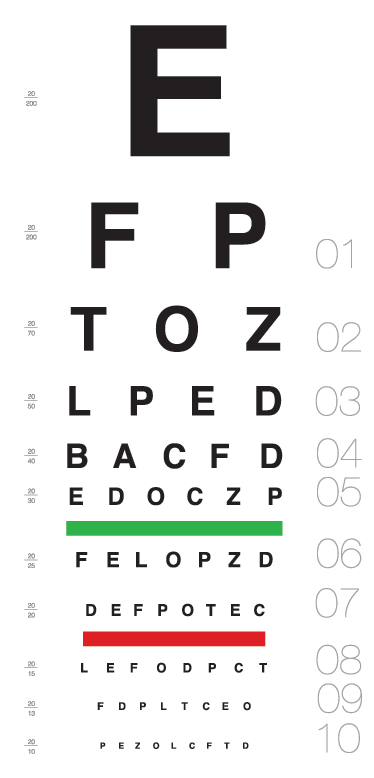 20/200 E
20/200 F P 01
20/70 T O Z 02
20/50 L P E D 03
20/40 B A C F D 04
20/30 E D O C Z P 05
20/25 F E L O P Z D 06
20/20 D E F P O T E C 07
20/15 L E F O D P C T 08
20/13 F D P L T C E O 09
20/10 P E Z O L C F T D 10